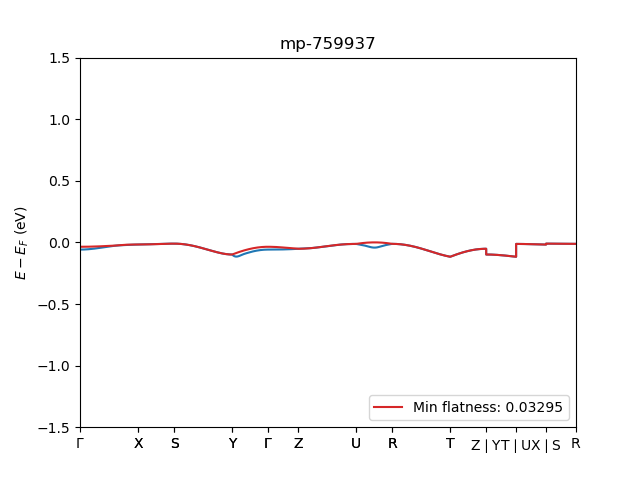 mp-759937
E − E_F (eV)
1.5
1.0
0.5
0.0
−0.5
−1.0
−1.5
Min flatness: 0.03295
Γ X S Y Γ Z U R T Z | YT | UX | S R